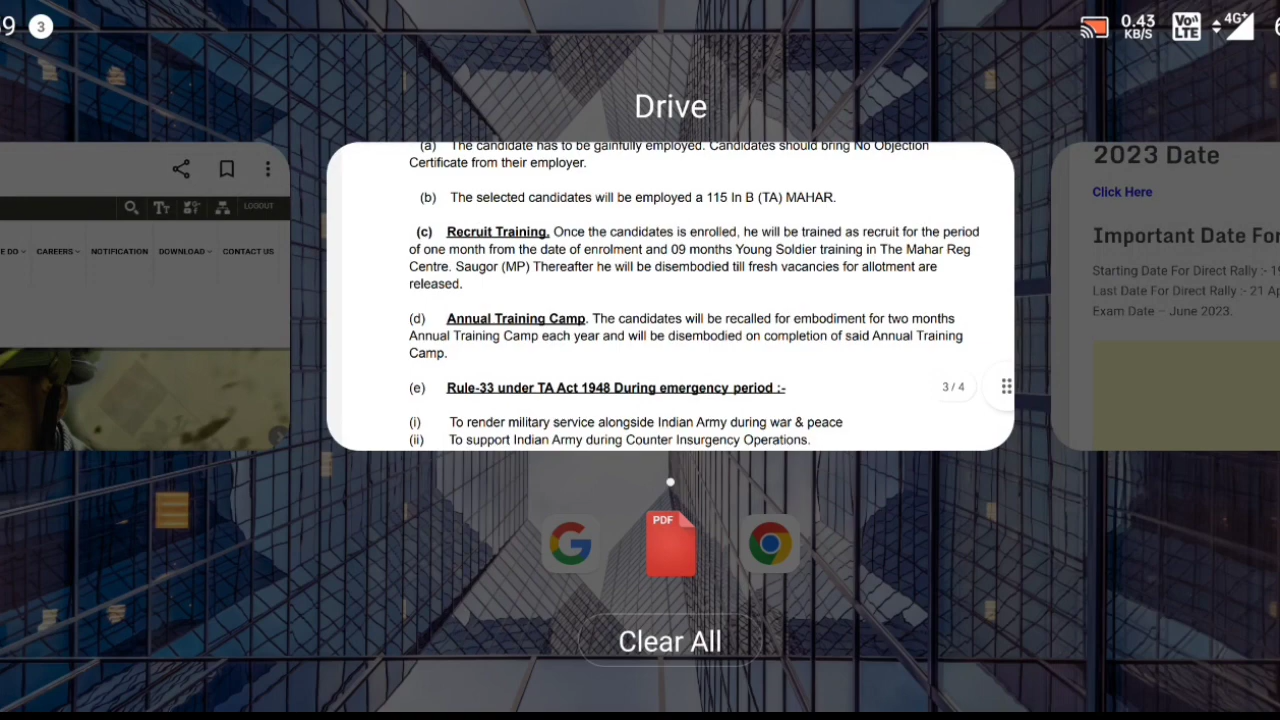 3
0.43
KB/S
Vo
LTE
4G+
Drive
LOGOUT
CAREERS
NOTIFICATION
DOWNLOAD
CONTACT US
(a) The candidate has to be gainfully employed. Candidates should bring No Objection
Certificate from their employer.
(b) The selected candidates will be employed a 115 In B (TA) MAHAR.
(c) Recruit Training. Once the candidates is enrolled, he will be trained as recruit for the period
of one month from the date of enrolment and 09 months Young Soldier training in The Mahar Reg
Centre. Saugor (MP) Thereafter he will be disembodied till fresh vacancies for allotment are
released.
(d) Annual Training Camp. The candidates will be recalled for embodiment for two months
Annual Training Camp each year and will be disembodied on completion of said Annual Training
Camp.
(e) Rule-33 under TA Act 1948 During emergency period :-
3 / 4
(i) To render military service alongside Indian Army during war & peace
(ii) To support Indian Army during Counter Insurgency Operations.
2023 Date
Click Here
Important Date For
Starting Date For Direct Rally :-
Last Date For Direct Rally :- 21
Exam Date – June 2023.
PDF
Clear All